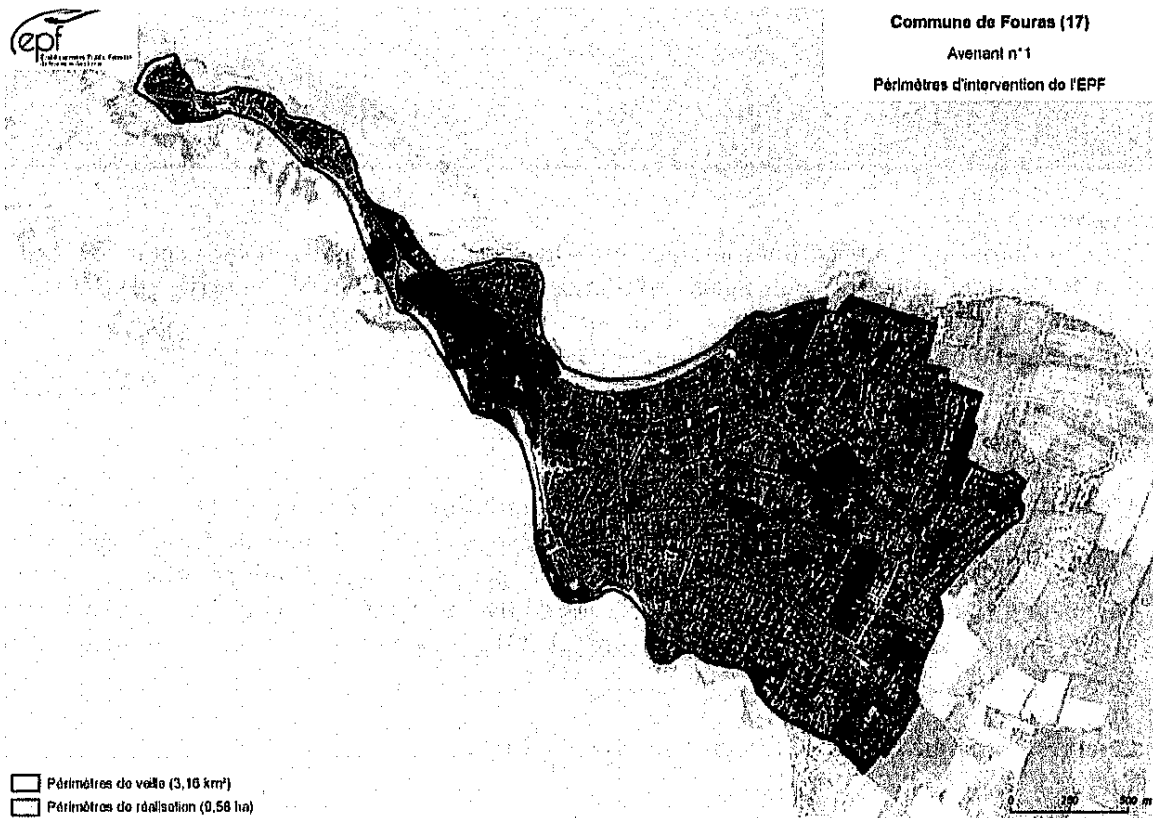 epf
Commune de Fouras (17)
Avenant n°1
Périmètres d'intervention de l'EPF
Périmètres de veille (3,16 km²)
Périmètres de réalisation (0,56 ha)
0 250 500 m